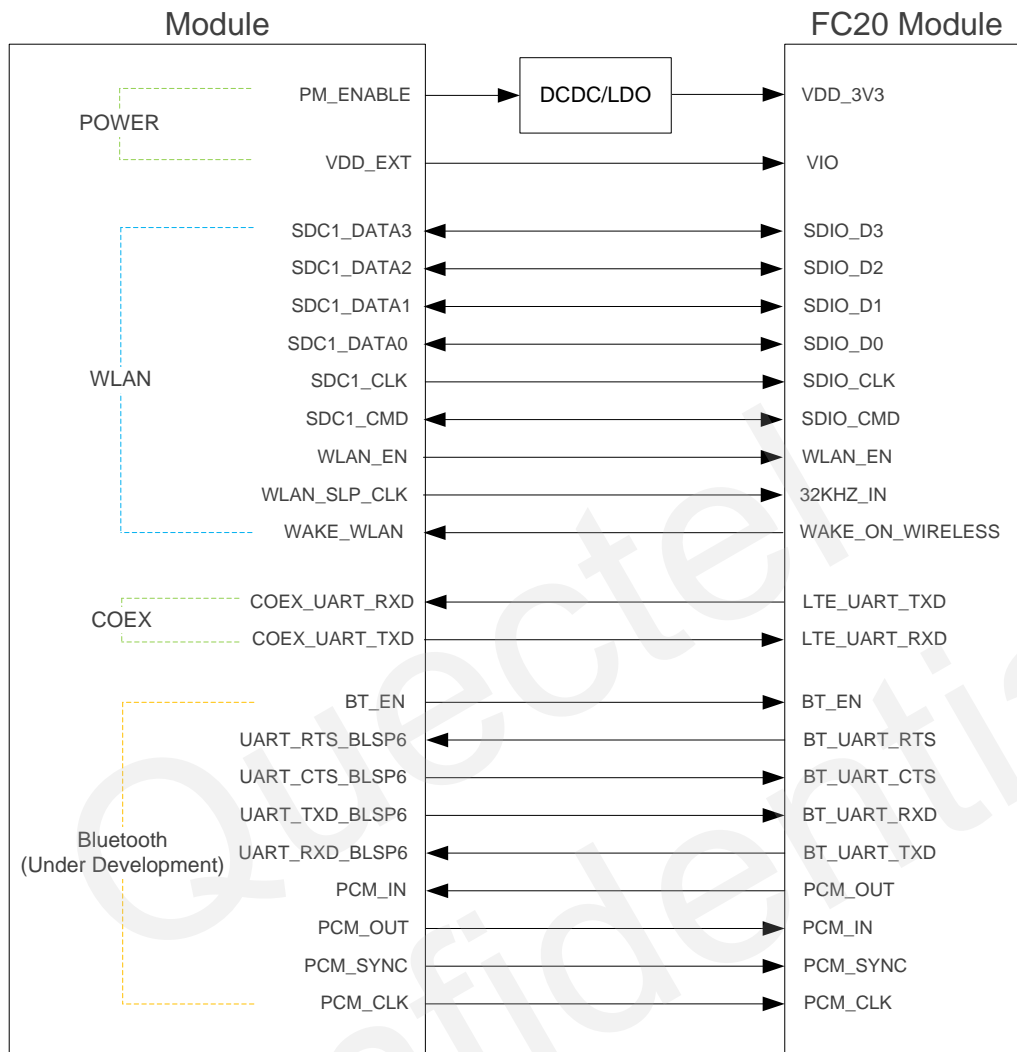 Module
FC20 Module
PM_ENABLE
DCDC/LDO
VDD_3V3
POWER
VDD_EXT
VIO
SDC1_DATA3
SDIO_D3
SDC1_DATA2
SDIO_D2
SDC1_DATA1
SDIO_D1
SDC1_DATA0
SDIO_D0
WLAN
SDC1_CLK
SDIO_CLK
SDC1_CMD
SDIO_CMD
WLAN_EN
WLAN_EN
WLAN_SLP_CLK
32KHZ_IN
WAKE_WLAN
WAKE_ON_WIRELESS
COEX_UART_RXD
LTE_UART_TXD
COEX
COEX_UART_TXD
LTE_UART_RXD
BT_EN
BT_EN
UART_RTS_BLSP6
BT_UART_RTS
UART_CTS_BLSP6
BT_UART_CTS
UART_TXD_BLSP6
BT_UART_RXD
Bluetooth
(Under Development)
UART_RXD_BLSP6
BT_UART_TXD
PCM_IN
PCM_OUT
PCM_OUT
PCM_IN
PCM_SYNC
PCM_SYNC
PCM_CLK
PCM_CLK
Quectel